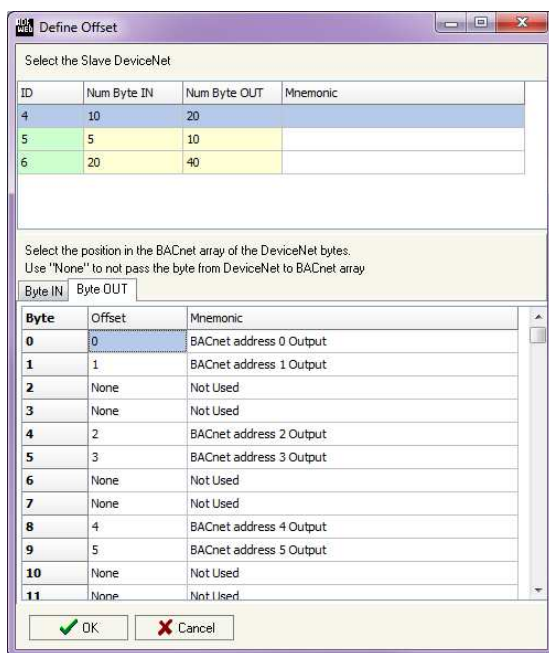 ADF
WEB
Define Offset
Select the Slave DeviceNet
ID Num Byte IN Num Byte OUT Mnemonic
4 10 20
5 5 10
6 20 40
Select the position in the BACnet array of the DeviceNet bytes.
Use "None" to not pass the byte from DeviceNet to BACnet array
Byte IN Byte OUT
Byte Offset Mnemonic
0 0 BACnet address 0 Output
1 1 BACnet address 1 Output
2 None Not Used
3 None Not Used
4 2 BACnet address 2 Output
5 3 BACnet address 3 Output
6 None Not Used
7 None Not Used
8 4 BACnet address 4 Output
9 5 BACnet address 5 Output
10 None Not Used
11 None Not Used
OK Cancel